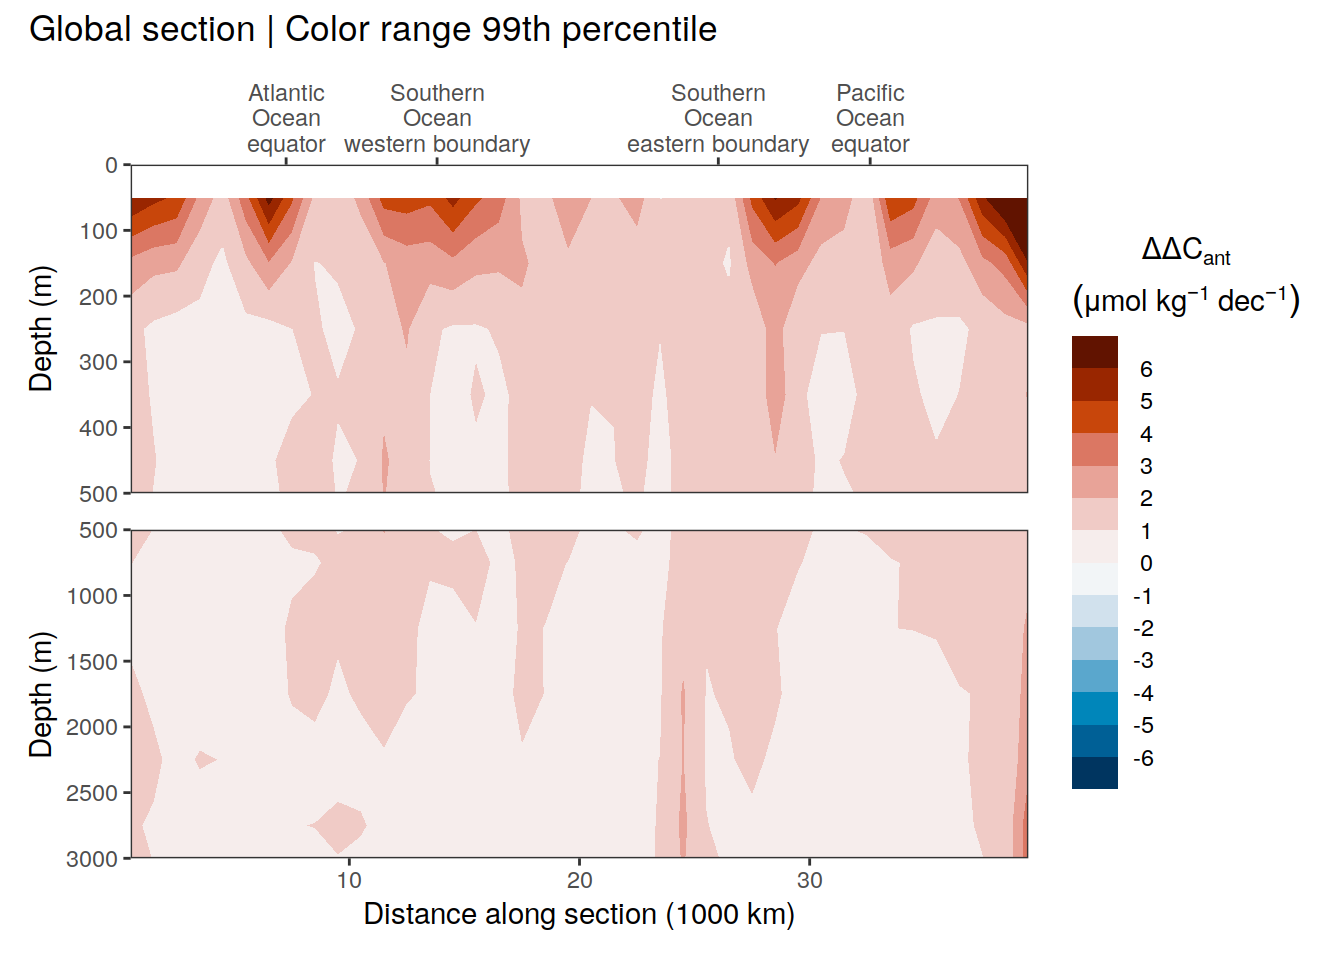 Global section | Color range 99th percentile
Atlantic
Ocean
equator
Southern
Ocean
western boundary
Southern
Ocean
eastern boundary
Pacific
Ocean
equator
Depth (m)
0
100
200
300
400
500
Depth (m)
500
1000
1500
2000
2500
3000
10
20
30
Distance along section (1000 km)
ΔΔCant
(μmol kg⁻¹ dec⁻¹)
6
5
4
3
2
1
0
-1
-2
-3
-4
-5
-6